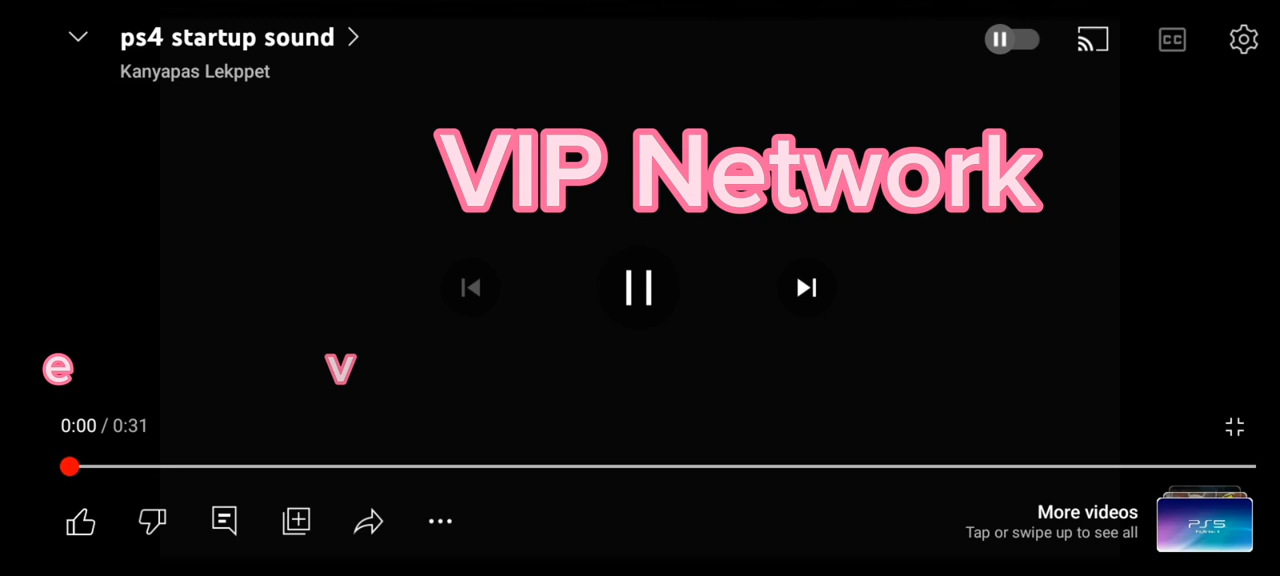 ps4 startup sound
Kanyapas Lekppet
CC
VIP Network
e v
0:00 / 0:31
More videos
Tap or swipe up to see all
PS5